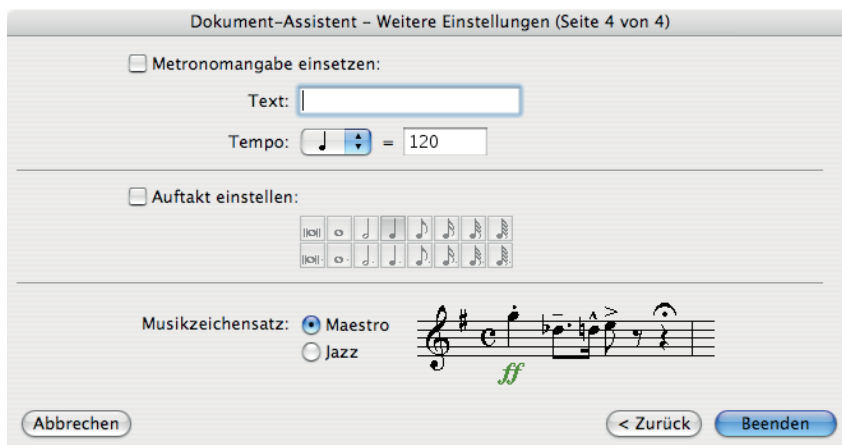 Dokument-Assistent – Weitere Einstellungen (Seite 4 von 4)
Metronomangabe einsetzen:
Text:
Tempo: = 120
Auftakt einstellen:
Musikzeichensatz: Maestro
Jazz
ff
Abbrechen < Zurück Beenden